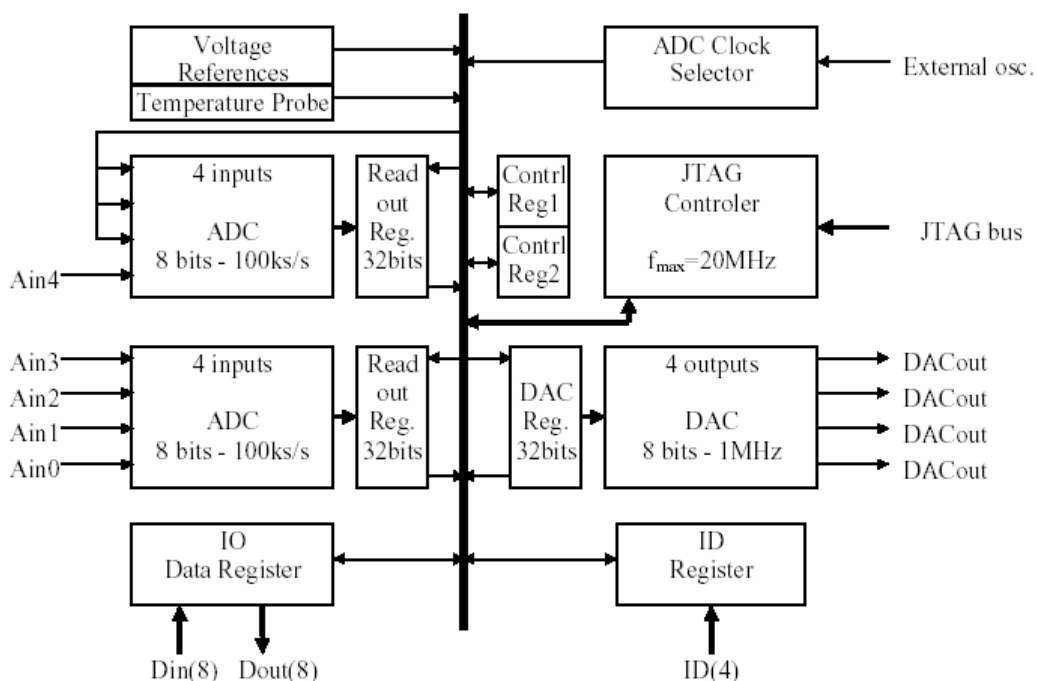 Voltage
References
Temperature Probe
ADC Clock
Selector
External osc.
4 inputs
ADC
8 bits - 100ks/s
Ain4
Read
out
Reg.
32bits
Contrl
Reg1
Contrl
Reg2
JTAG
Controler
fmax=20MHz
JTAG bus
Ain3
Ain2
Ain1
Ain0
4 inputs
ADC
8 bits - 100ks/s
Read
out
Reg.
32bits
DAC
Reg.
32bits
4 outputs
DAC
8 bits - 1MHz
DACout
DACout
DACout
DACout
IO
Data Register
ID
Register
Din(8)
Dout(8)
ID(4)